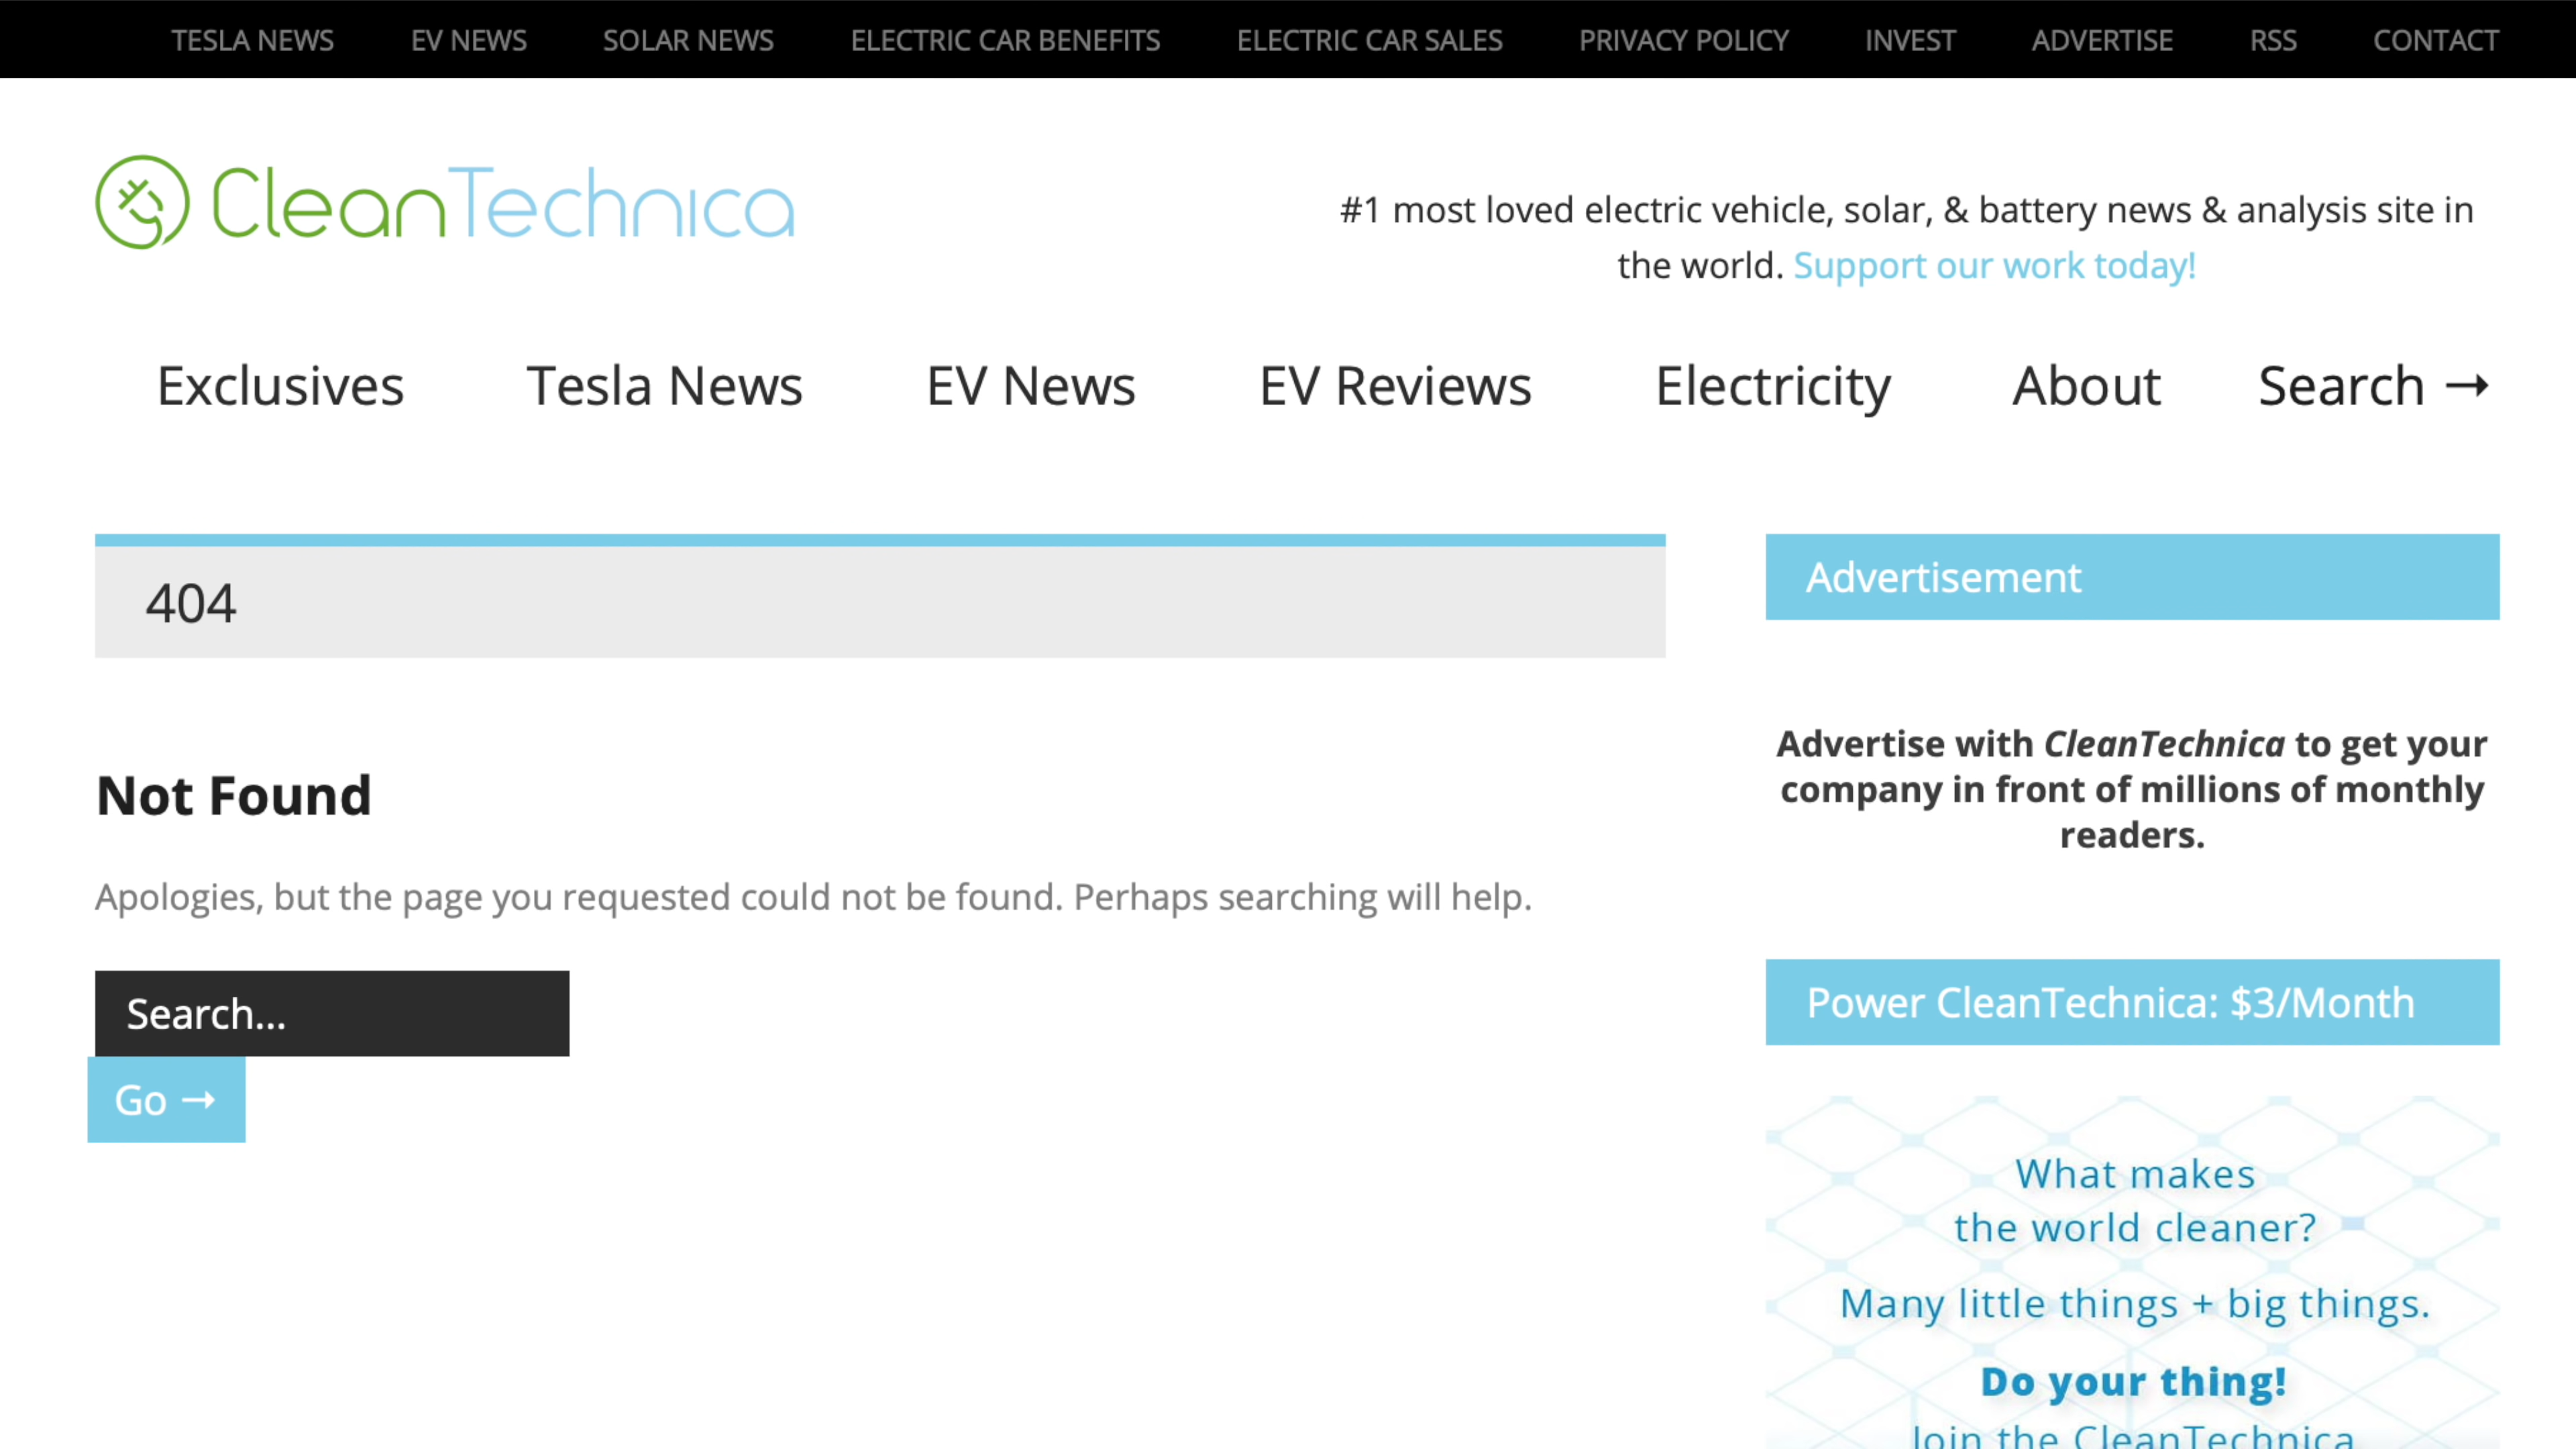 TESLA NEWS EV NEWS SOLAR NEWS ELECTRIC CAR BENEFITS ELECTRIC CAR SALES PRIVACY POLICY INVEST ADVERTISE RSS CONTACT
CleanTechnica
#1 most loved electric vehicle, solar, & battery news & analysis site in
the world. Support our work today!
Exclusives Tesla News EV News EV Reviews Electricity About Search →
404
Not Found
Apologies, but the page you requested could not be found. Perhaps searching will help.
Search...
Go →
Advertisement
Advertise with CleanTechnica to get your
company in front of millions of monthly
readers.
Power CleanTechnica: $3/Month
What makes
the world cleaner?
Many little things + big things.
Do your thing!
Join the CleanTechnica